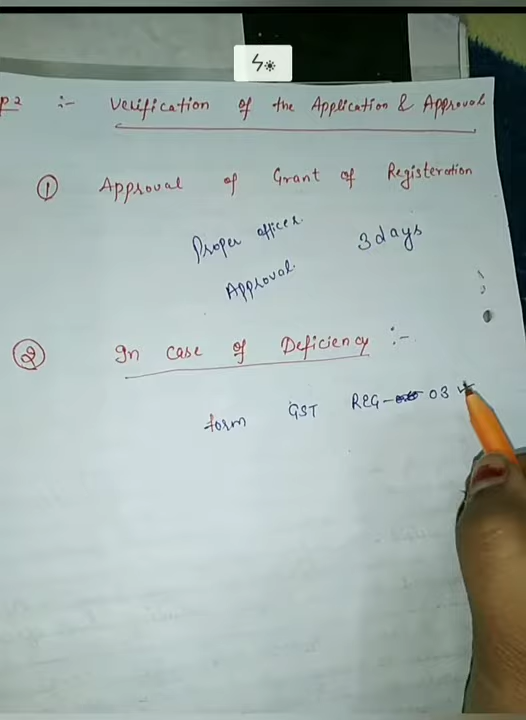 p2 :- Verification of the Application & Approval
① Approval of Grant of Registeration
Proper officer
3 days
Approval
② In case of Deficiency :-
form GST REG- 03